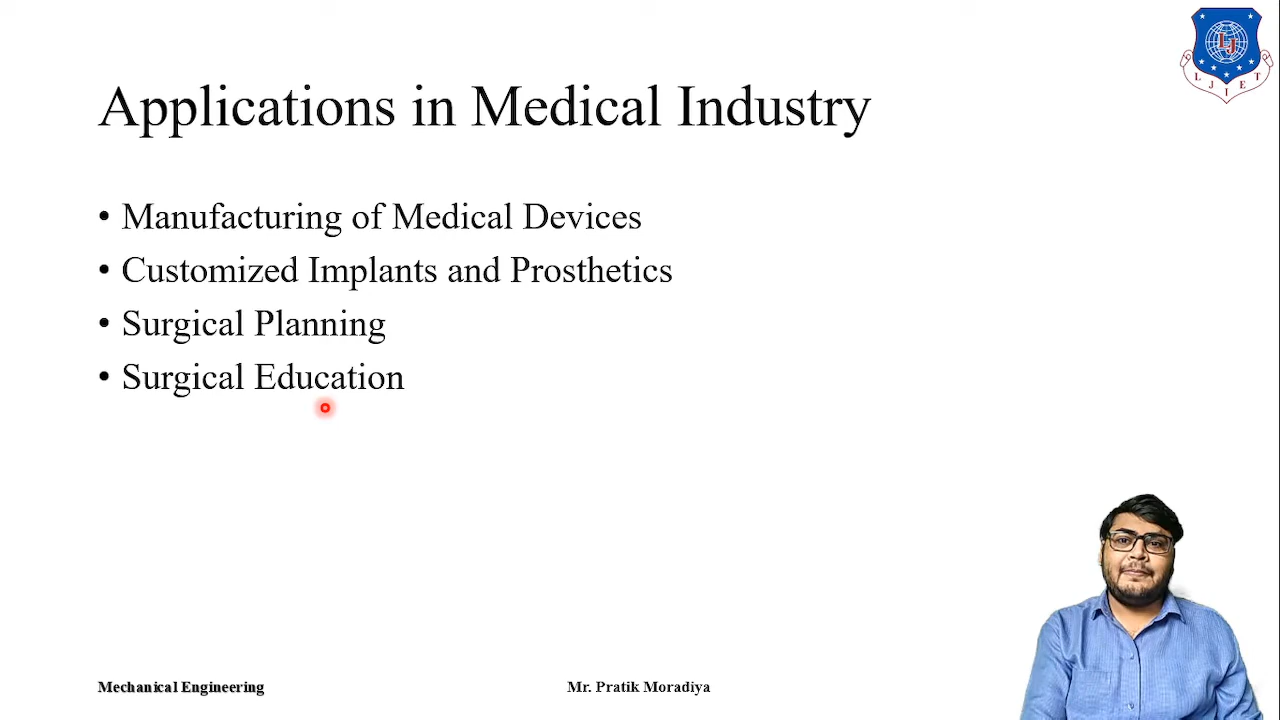 Applications in Medical Industry
• Manufacturing of Medical Devices
• Customized Implants and Prosthetics
• Surgical Planning
• Surgical Education
Mechanical Engineering
Mr. Pratik Moradiya
LJ
L J I E T